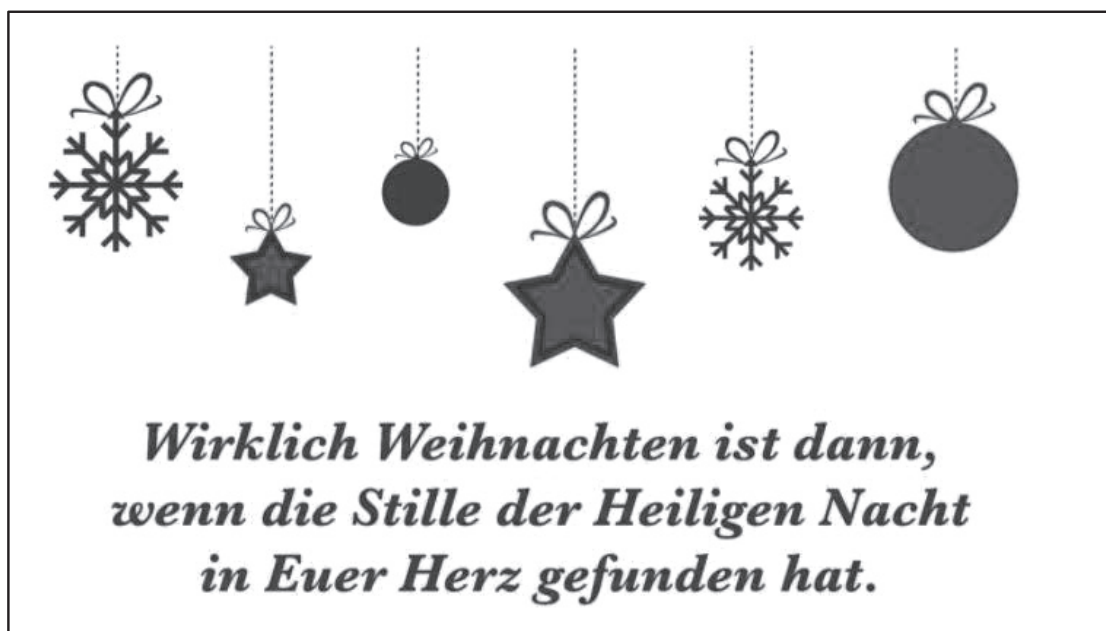 Wirklich Weihnachten ist dann,
wenn die Stille der Heiligen Nacht
in Euer Herz gefunden hat.